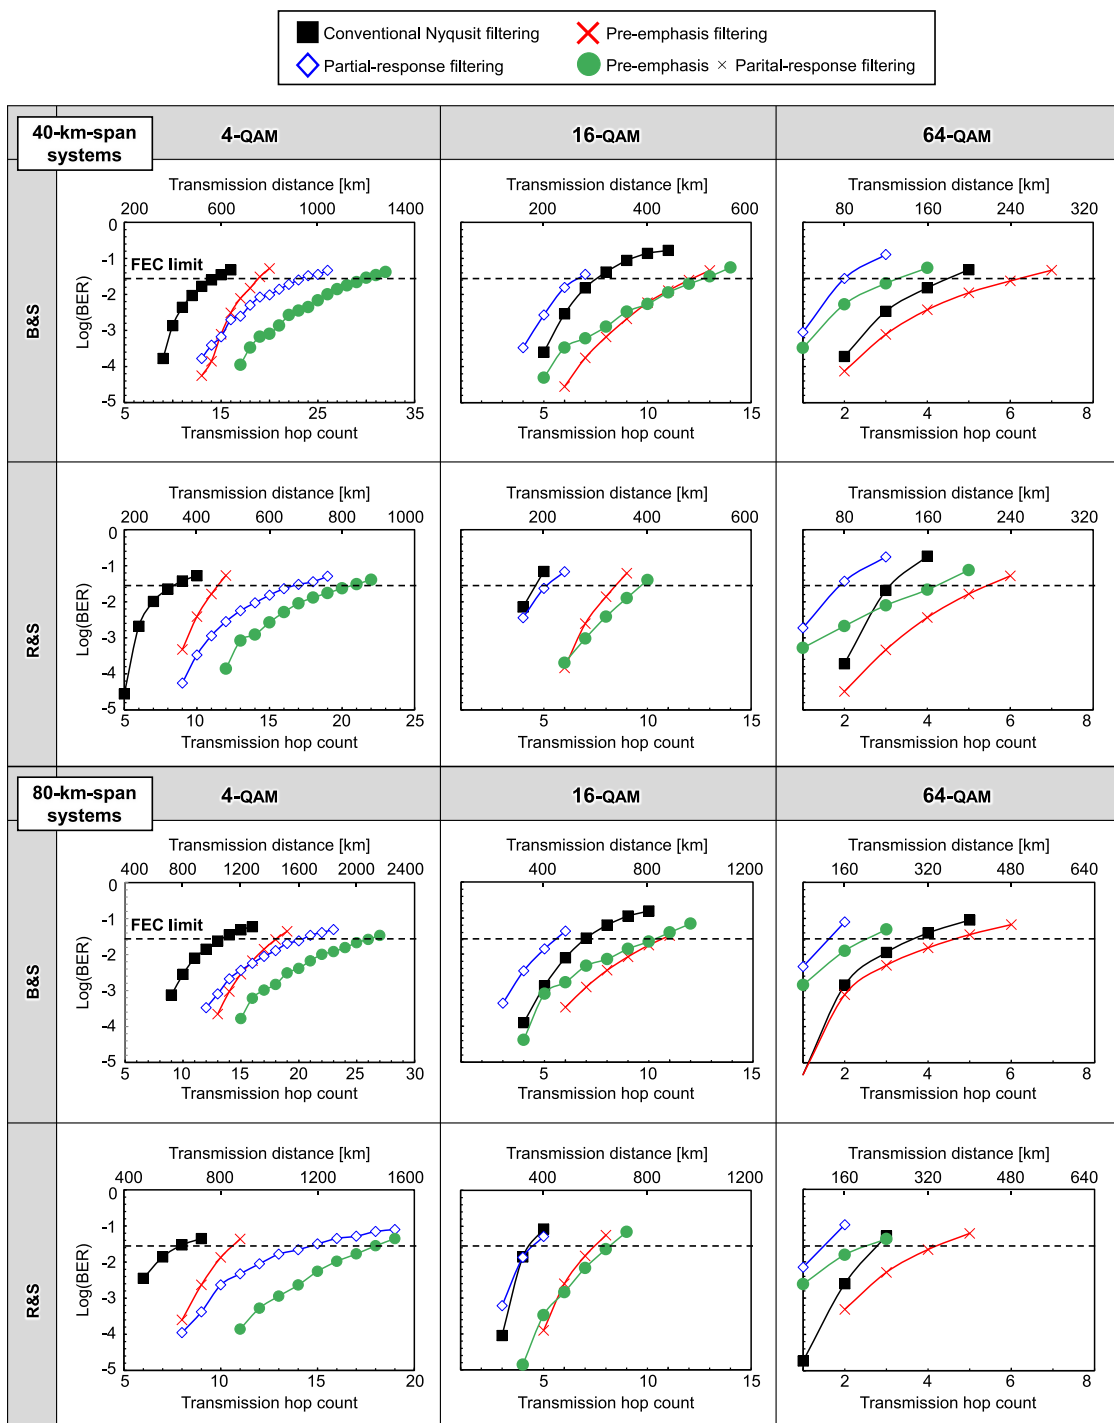 Conventional Nyqusit filtering
Pre-emphasis filtering
Partial-response filtering
Pre-emphasis × Parital-response filtering
40-km-span
systems
4-QAM
16-QAM
64-QAM
B&S
Transmission distance [km]
200 600 1000 1400
0
-1
-2
-3
-4
-5
Log(BER)
FEC limit
5 15 25 35
Transmission hop count
Transmission distance [km]
0 200 400 600
5 10 15
Transmission hop count
Transmission distance [km]
80 160 240 320
2 4 6 8
Transmission hop count
R&S
Transmission distance [km]
200 400 600 800 1000
0
-1
-2
-3
-4
-5
Log(BER)
5 10 15 20 25
Transmission hop count
Transmission distance [km]
0 200 400 600
5 10 15
Transmission hop count
Transmission distance [km]
80 160 240 320
2 4 6 8
Transmission hop count
80-km-span
systems
4-QAM
16-QAM
64-QAM
B&S
Transmission distance [km]
400 800 1200 1600 2000 2400
0
-1
-2
-3
-4
-5
Log(BER)
FEC limit
5 10 15 20 25 30
Transmission hop count
Transmission distance [km]
400 800 1200
5 10 15
Transmission hop count
Transmission distance [km]
160 320 480 640
2 4 6 8
Transmission hop count
R&S
Transmission distance [km]
400 800 1200 1600
0
-1
-2
-3
-4
-5
Log(BER)
5 10 15 20
Transmission hop count
Transmission distance [km]
0 400 800 1200
5 10 15
Transmission hop count
Transmission distance [km]
160 320 480 640
2 4 6 8
Transmission hop count